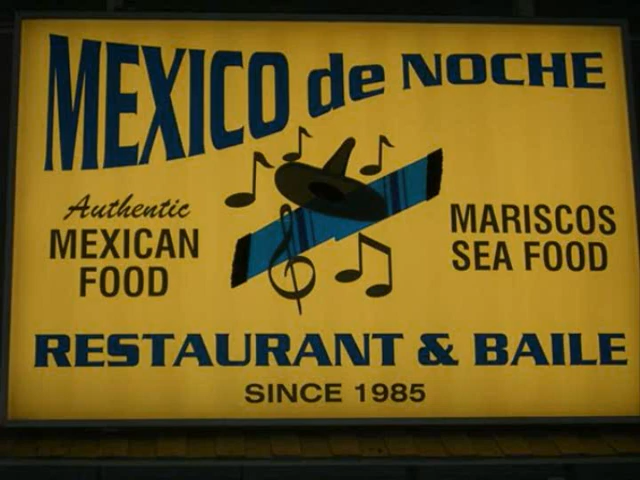 MEXICO de NOCHE
Authentic
MEXICAN
FOOD
MARISCOS
SEA FOOD
RESTAURANT & BAILE
SINCE 1985